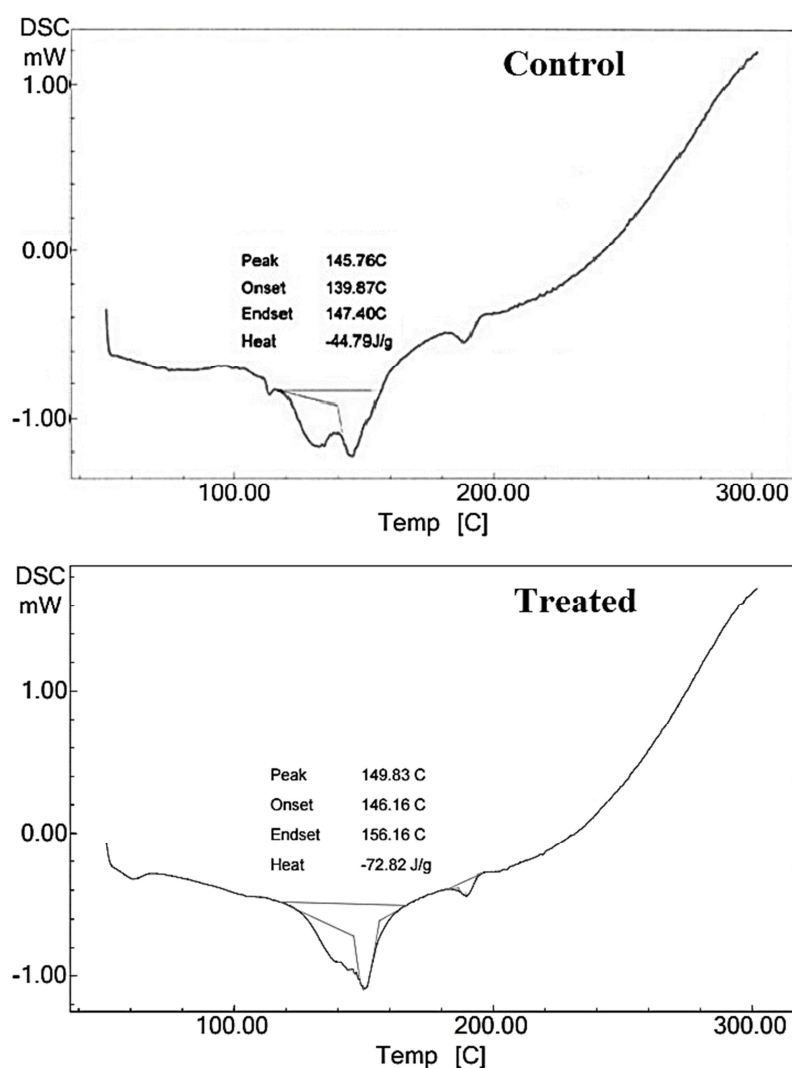 DSC
mW
Control
1.00
0.00
-1.00
Peak 145.76C
Onset 139.87C
Endset 147.40C
Heat -44.79J/g
100.00 200.00 300.00
Temp [C]
DSC
mW
Treated
1.00
0.00
-1.00
Peak 149.83 C
Onset 146.16 C
Endset 156.16 C
Heat -72.82 J/g
100.00 200.00 300.00
Temp [C]